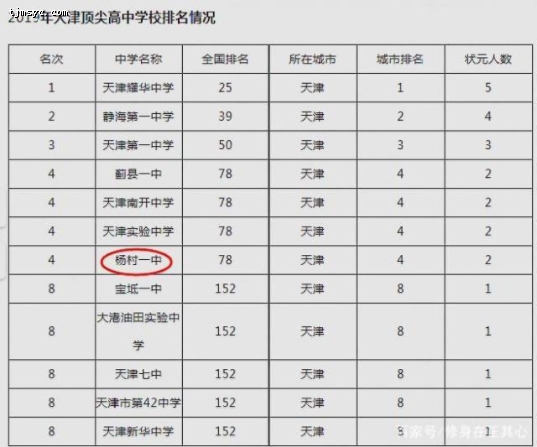 2019年天津顶尖高中学校排名情况
名次 中学名称 全国排名 所在城市 城市排名 状元人数
1 天津耀华中学 25 天津 1 5
2 静海第一中学 39 天津 2 4
3 天津第一中学 50 天津 3 3
4 蓟县一中 78 天津 4 2
4 天津南开中学 78 天津 4 2
4 天津实验中学 78 天津 4 2
4 杨村一中 78 天津 4 2
8 宝坻一中 152 天津 8 1
大港油田实验中
8 152 天津 8 1
学
8 天津七中 152 天津 8 1
8 天津市第42中学 152 天津 8 1
8 天津新华中学 152 天津 8 1